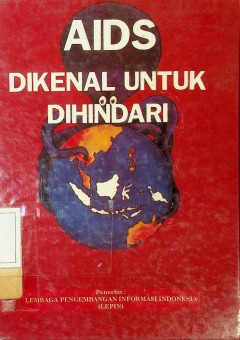 AIDS
DIKENAL UNTUK
DIHINDARI
Penerbit :
LEMBAGA PENGEMBANGAN INFORMASI INDONESIA
(LEPIN)